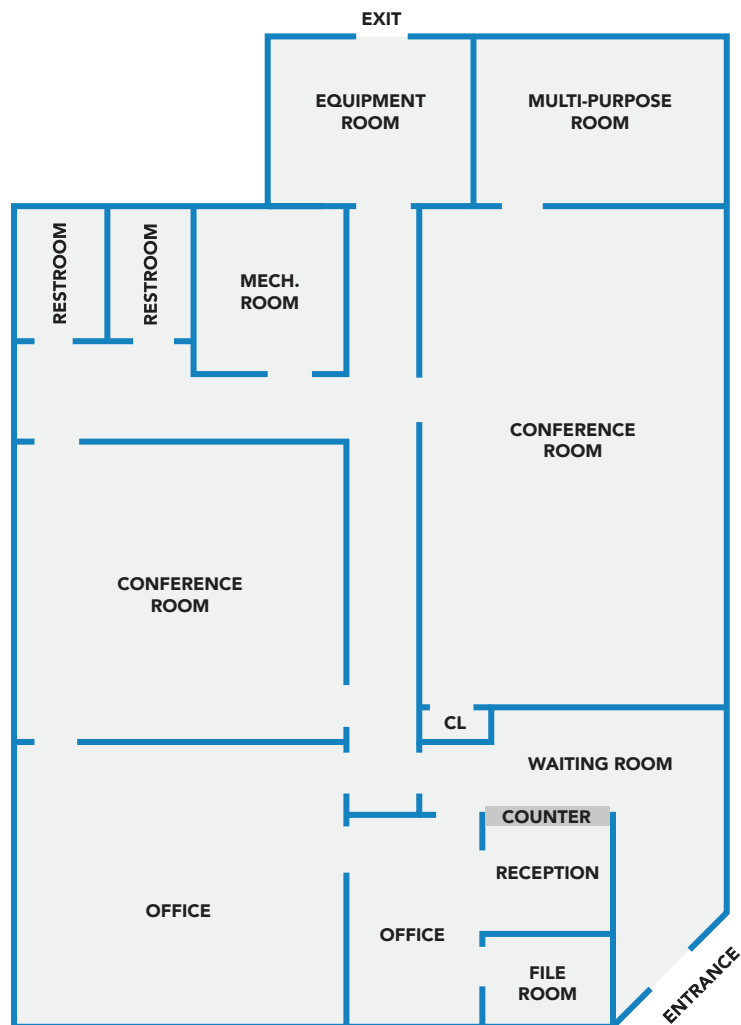 EXIT
EQUIPMENT
ROOM
MULTI-PURPOSE
ROOM
RESTROOM
RESTROOM
MECH.
ROOM
CONFERENCE
ROOM
CONFERENCE
ROOM
CL
WAITING ROOM
COUNTER
RECEPTION
OFFICE
OFFICE
FILE
ROOM
ENTRANCE